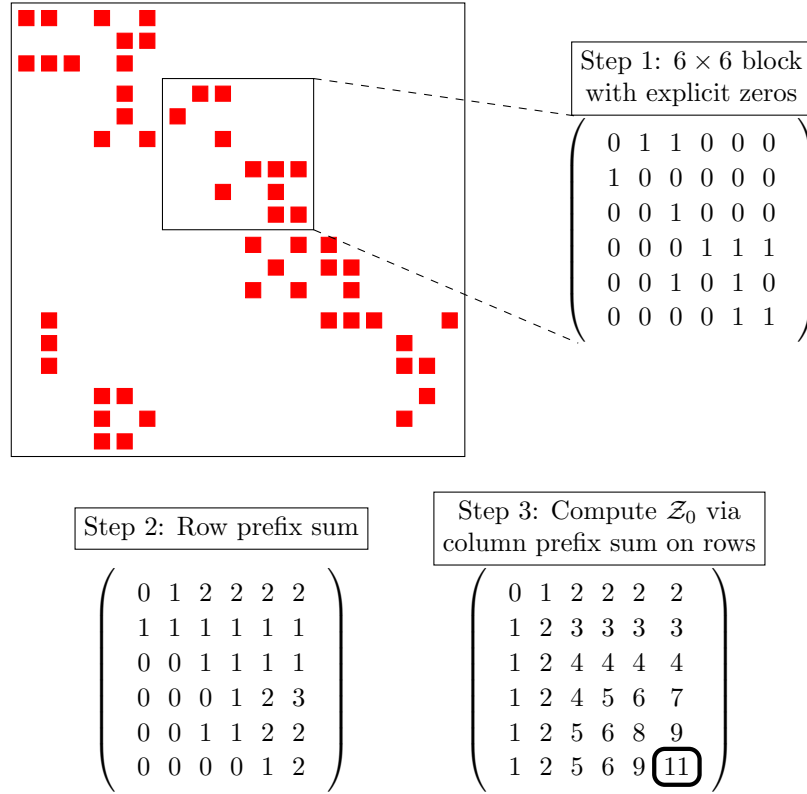 Step 1: 6 × 6 block
with explicit zeros
0 1 1 0 0 0
1 0 0 0 0 0
0 0 1 0 0 0
0 0 0 1 1 1
0 0 1 0 1 0
0 0 0 0 1 1
Step 2: Row prefix sum
0 1 2 2 2 2
1 1 1 1 1 1
0 0 1 1 1 1
0 0 0 1 2 3
0 0 1 1 2 2
0 0 0 0 1 2
Step 3: Compute 𝒵₀ via
column prefix sum on rows
0 1 2 2 2 2
1 2 3 3 3 3
1 2 4 4 4 4
1 2 4 5 6 7
1 2 5 6 8 9
1 2 5 6 9 11